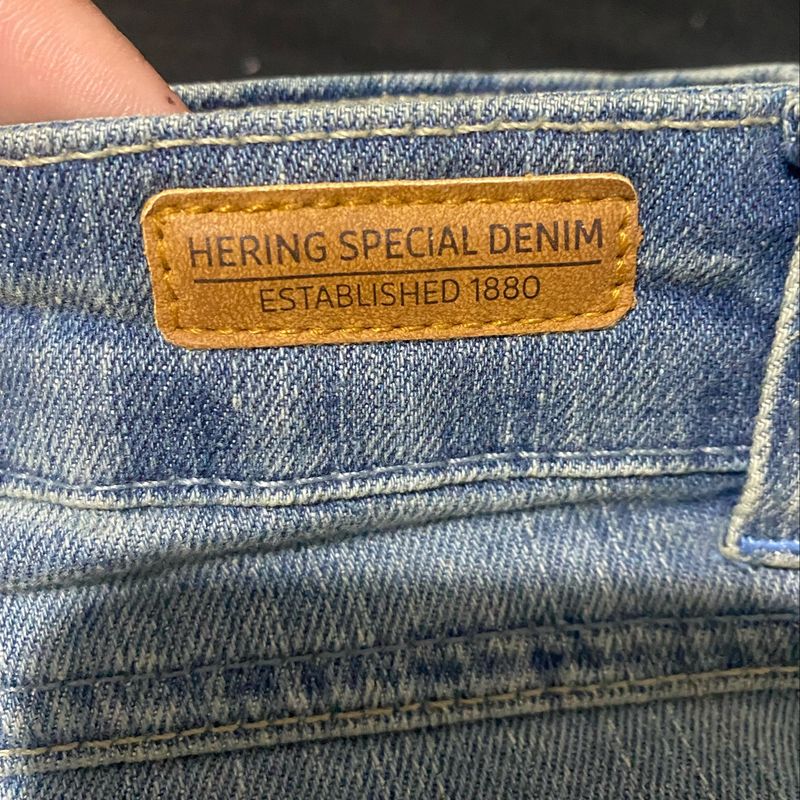 HERING SPECIAL DENIM
ESTABLISHED 1880